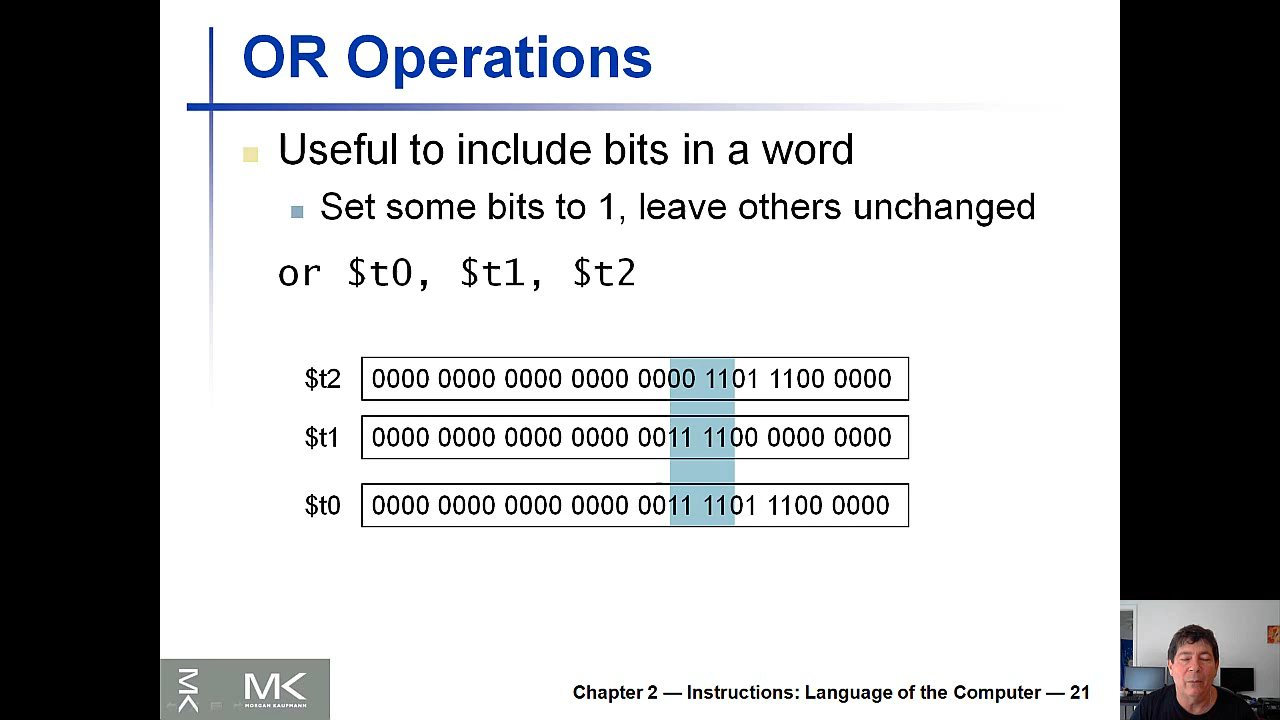 OR Operations
Useful to include bits in a word
Set some bits to 1, leave others unchanged
or $t0, $t1, $t2
$t2 0000 0000 0000 0000 0000 1101 1100 0000
$t1 0000 0000 0000 0000 0011 1100 0000 0000
$t0 0000 0000 0000 0000 0011 1101 1100 0000
MK
MK
MORGAN KAUFMANN
Chapter 2 — Instructions: Language of the Computer — 21